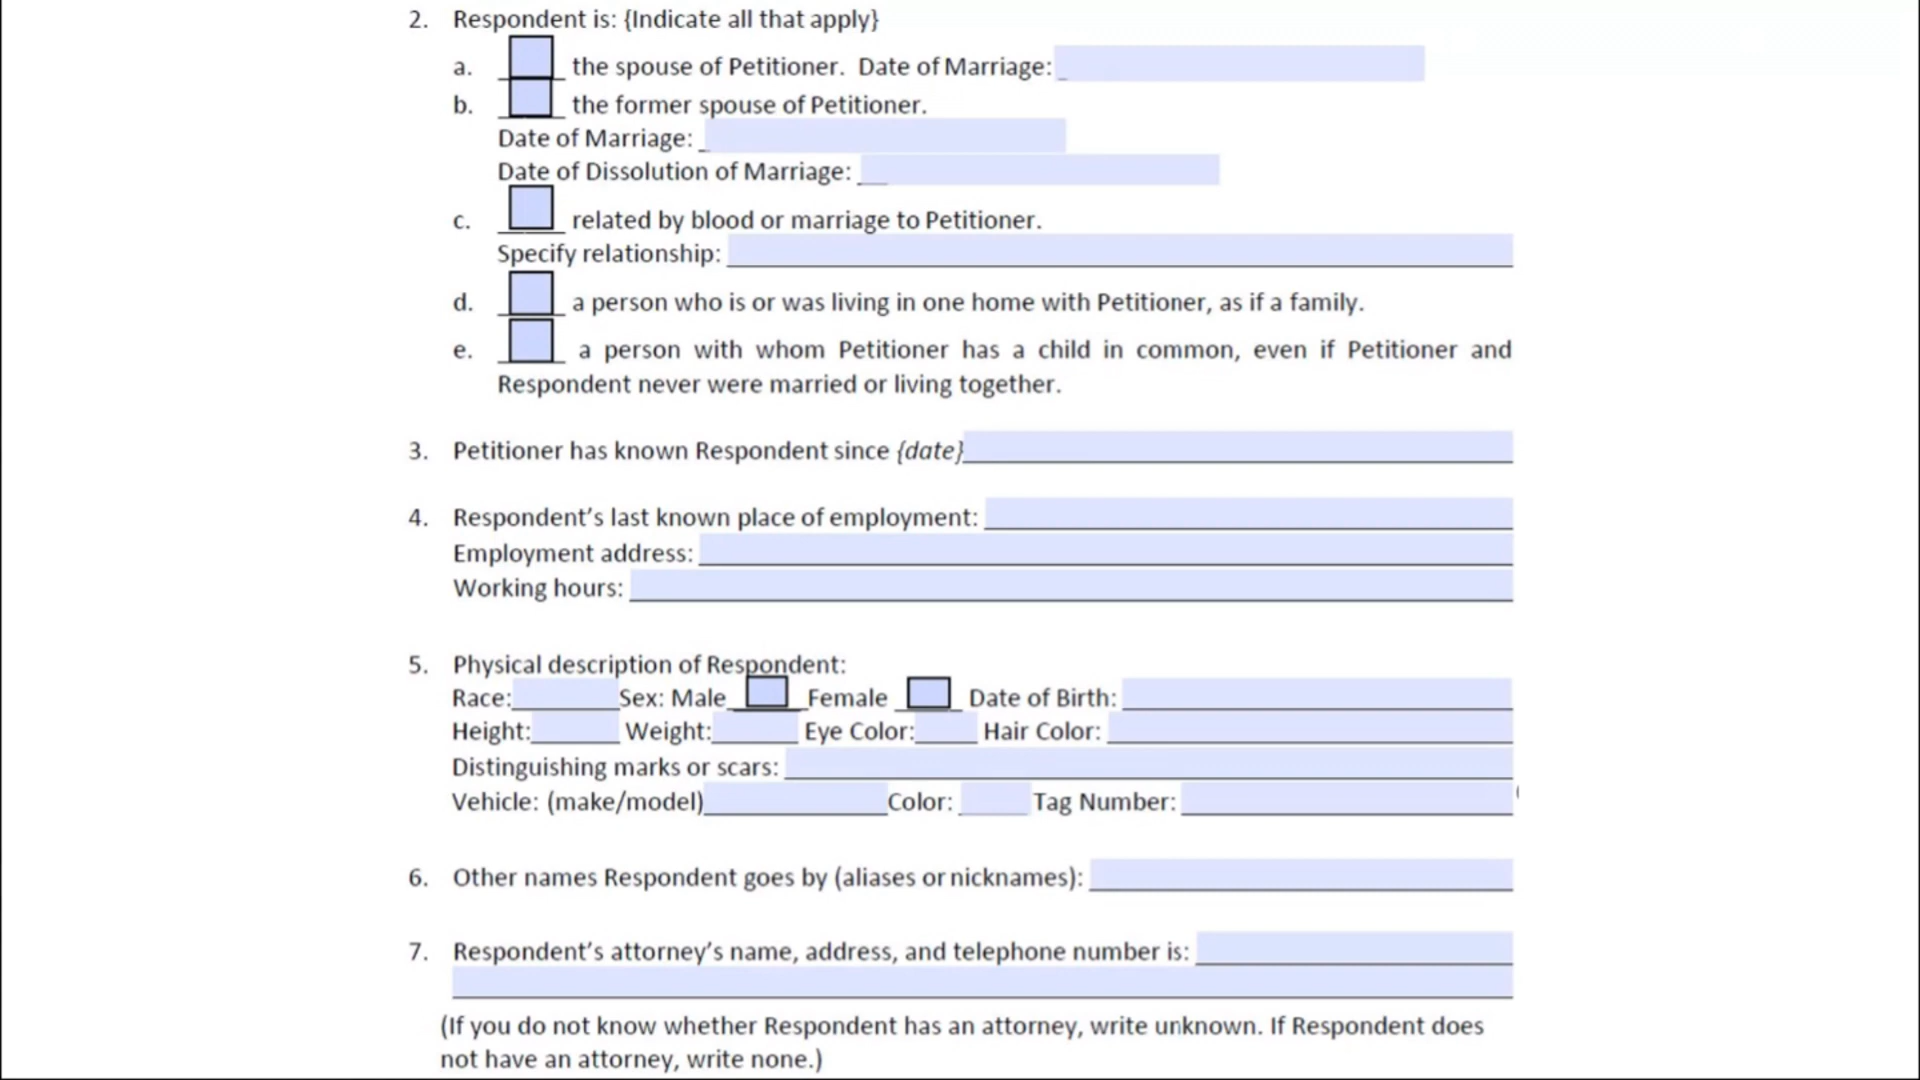 2. Respondent is: {Indicate all that apply}
a. the spouse of Petitioner. Date of Marriage:
b. the former spouse of Petitioner.
Date of Marriage:
Date of Dissolution of Marriage:
c. related by blood or marriage to Petitioner.
Specify relationship:
d. a person who is or was living in one home with Petitioner, as if a family.
e. a person with whom Petitioner has a child in common, even if Petitioner and
Respondent never were married or living together.
3. Petitioner has known Respondent since {date}
4. Respondent’s last known place of employment:
Employment address:
Working hours:
5. Physical description of Respondent:
Race: Sex: Male Female Date of Birth:
Height: Weight: Eye Color: Hair Color:
Distinguishing marks or scars:
Vehicle: (make/model) Color: Tag Number:
6. Other names Respondent goes by (aliases or nicknames):
7. Respondent’s attorney’s name, address, and telephone number is:
(If you do not know whether Respondent has an attorney, write unknown. If Respondent does
not have an attorney, write none.)